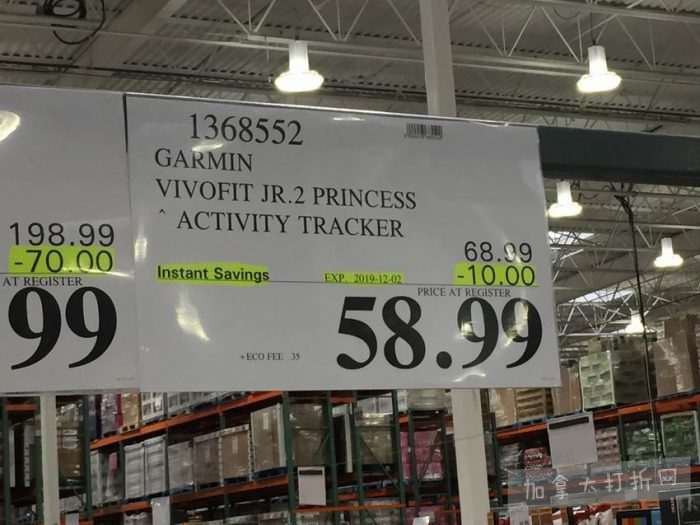 198.99
-70.00
AT REGISTER
99
1368552
GARMIN
VIVOFIT JR.2 PRINCESS
^ ACTIVITY TRACKER
68.99
Instant Savings EXP. 2019-12-02 -10.00
PRICE AT REGISTER
58.99
+ECO FEE .35
加拿大打折网